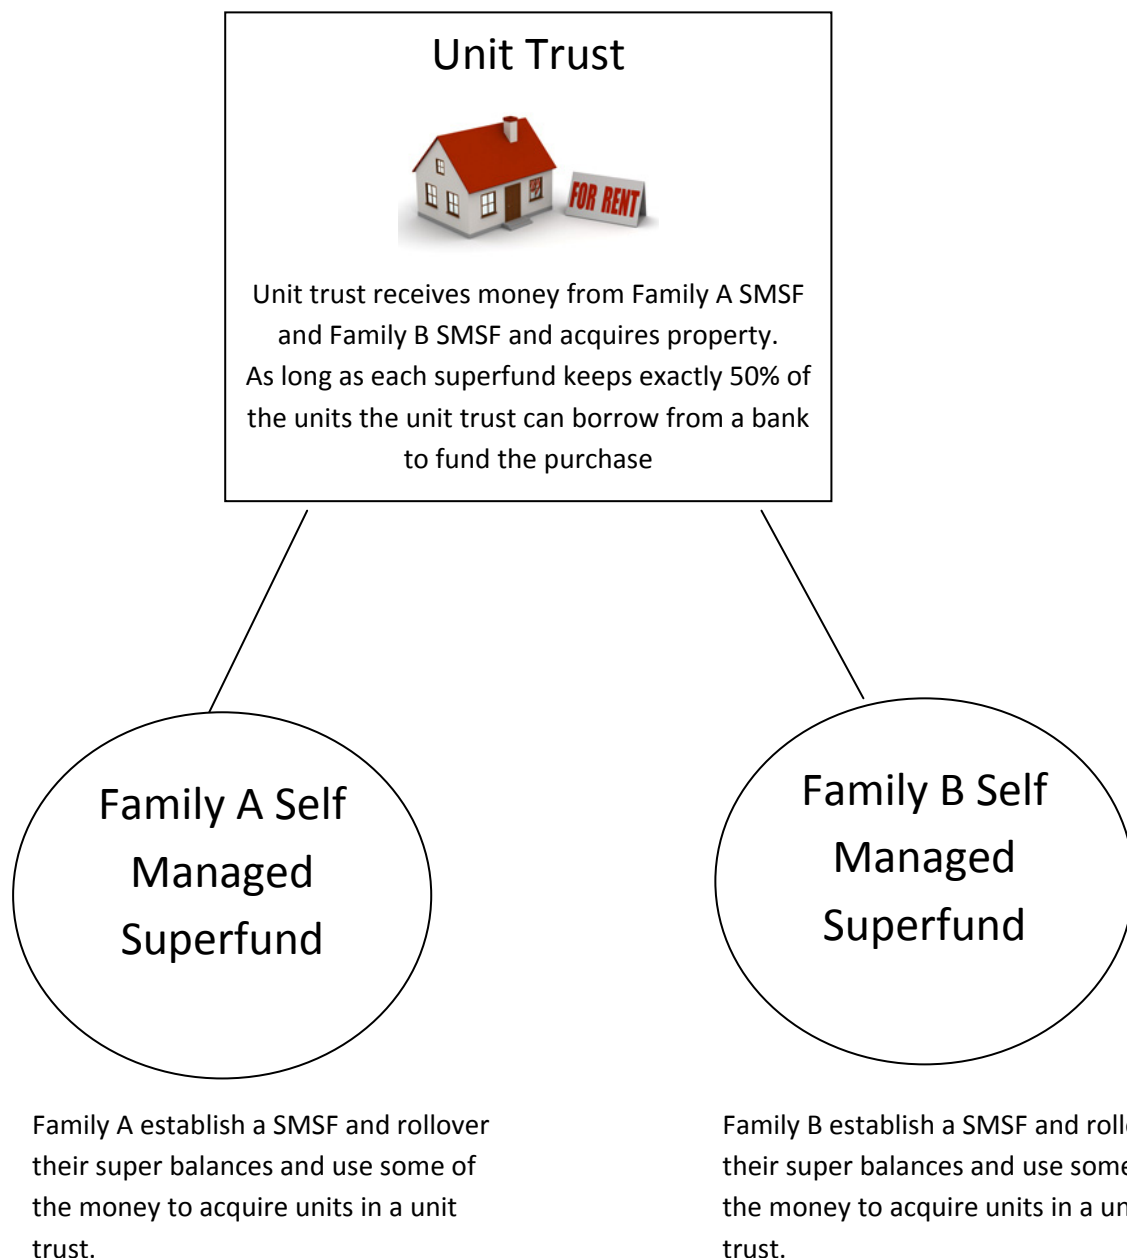 Unit Trust
FOR RENT
Unit trust receives money from Family A SMSF
and Family B SMSF and acquires property.
As long as each superfund keeps exactly 50% of
the units the unit trust can borrow from a bank
to fund the purchase
Family A Self
Managed
Superfund
Family B Self
Managed
Superfund
Family A establish a SMSF and rollover
their super balances and use some of
the money to acquire units in a unit
trust.
Family B establish a SMSF and
their super balances and use some
the money to acquire units in a
trust.